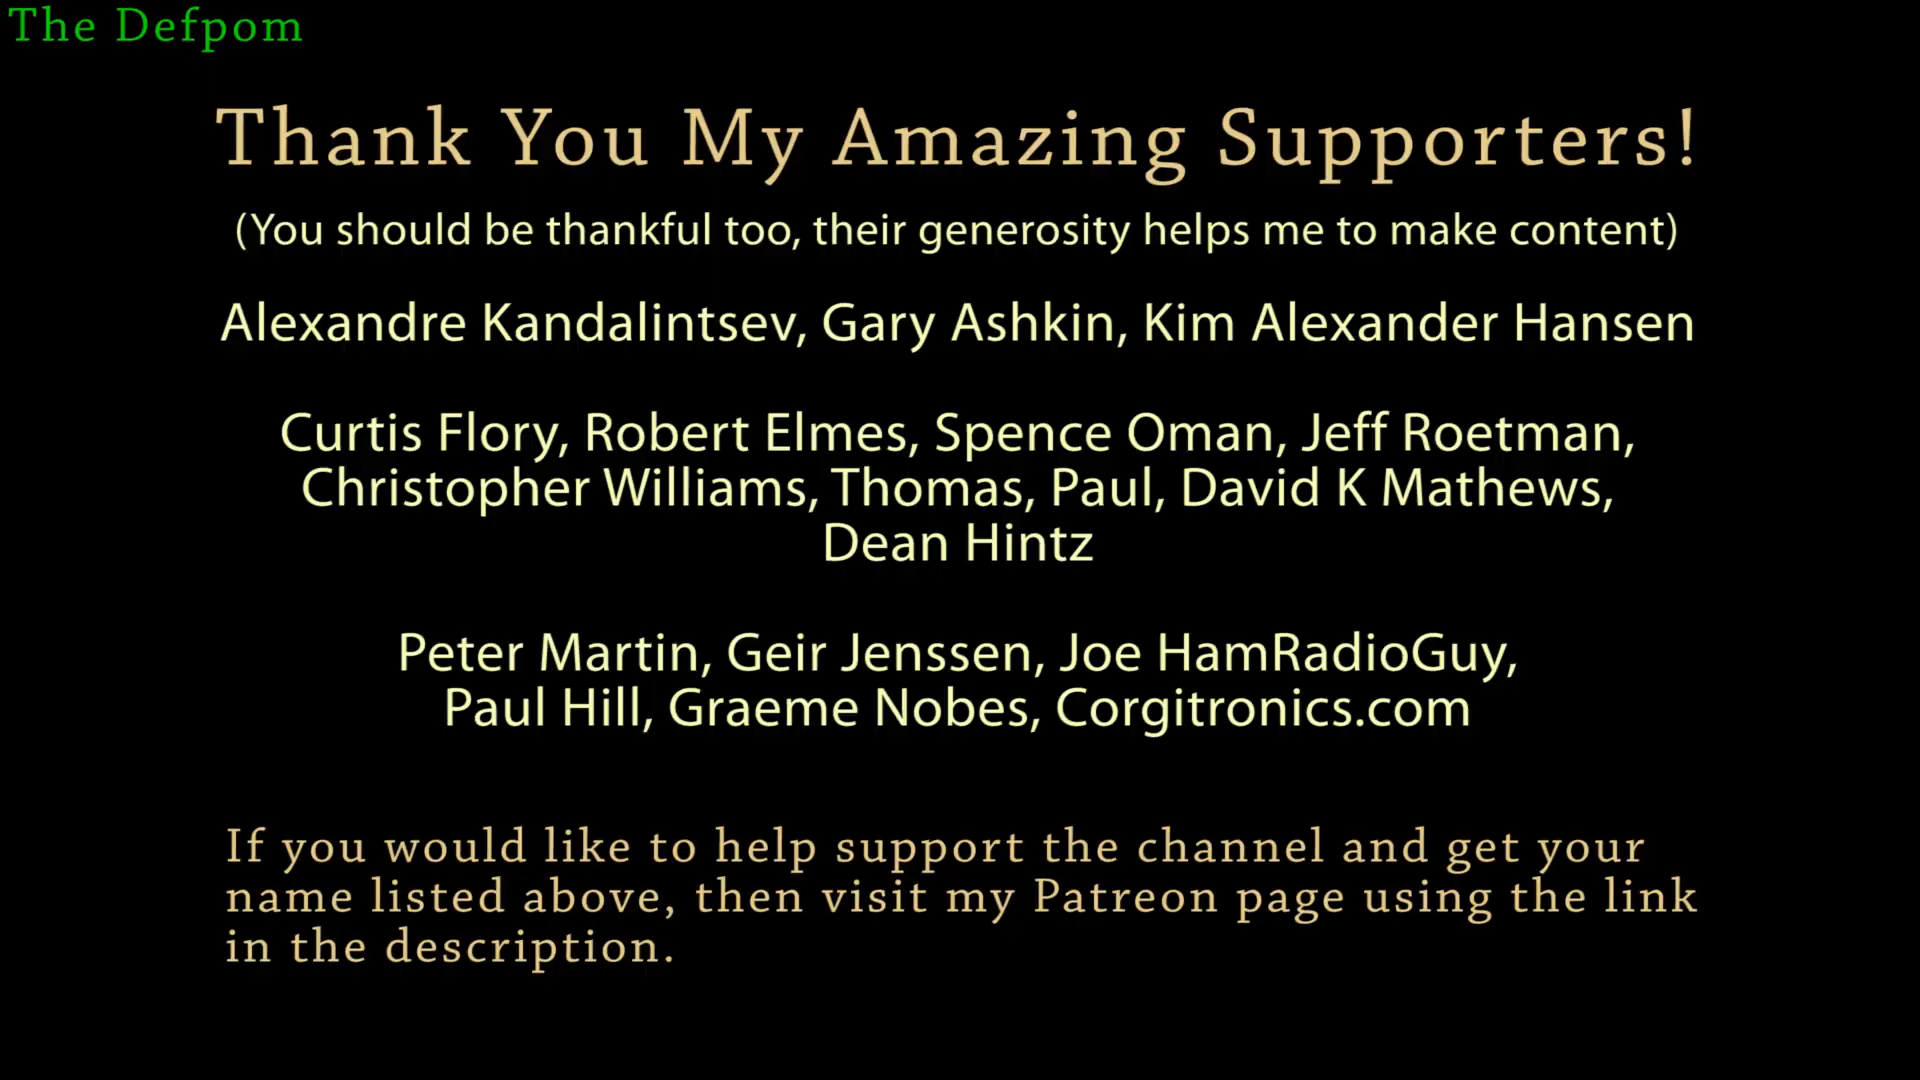 The Defpom
Thank You My Amazing Supporters!
(You should be thankful too, their generosity helps me to make content)
Alexandre Kandalintsev, Gary Ashkin, Kim Alexander Hansen
Curtis Flory, Robert Elmes, Spence Oman, Jeff Roetman,
Christopher Williams, Thomas, Paul, David K Mathews,
Dean Hintz
Peter Martin, Geir Jenssen, Joe HamRadioGuy,
Paul Hill, Graeme Nobes, Corgitronics.com
If you would like to help support the channel and get your
name listed above, then visit my Patreon page using the link
in the description.